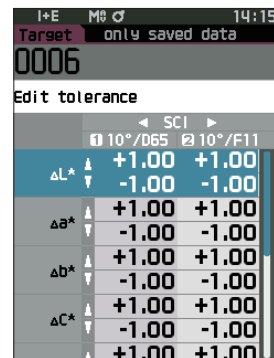 I+E M 14:15
Target only saved data
0006
Edit tolerance
◄ SCI ►
1 10°/D65 2 10°/F11
ΔL* ▲ +1.00 +1.00
▼ -1.00 -1.00
Δa* ▲ +1.00 +1.00
▼ -1.00 -1.00
Δb* ▲ +1.00 +1.00
▼ -1.00 -1.00
ΔC* ▲ +1.00 +1.00
▼ -1.00 -1.00
▲ +1.00 +1.00